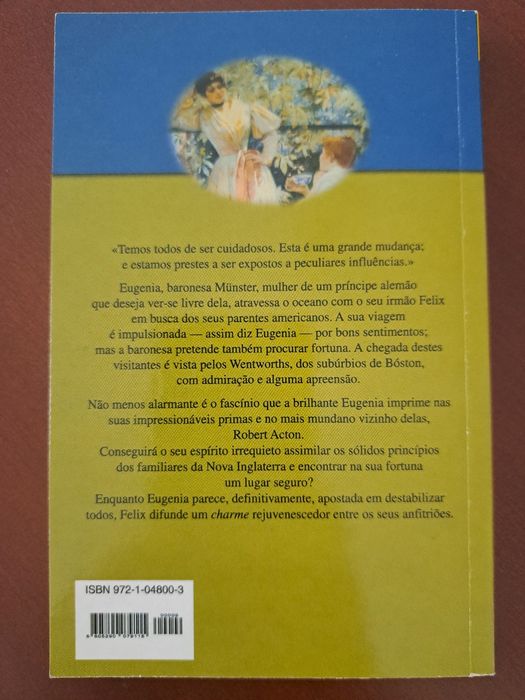 «Temos todos de ser cuidadosos. Esta é uma grande mudança;
e estamos prestes a ser expostos a peculiares influências.»
Eugenia, baronesa Münster, mulher de um príncipe alemão
que deseja ver-se livre dela, atravessa o oceano com o seu irmão Felix
em busca dos seus parentes americanos. A sua viagem
é impulsionada — assim diz Eugenia — por bons sentimentos;
mas a baronesa pretende também procurar fortuna. A chegada destes
visitantes é vista pelos Wentworths, dos subúrbios de Bóston,
com admiração e alguma apreensão.
Não menos alarmante é o fascínio que a brilhante Eugenia imprime nas
suas impressionáveis primas e no mais mundano vizinho delas,
Robert Acton.
Conseguirá o seu espírito irrequieto assimilar os sólidos princípios
dos familiares da Nova Inglaterra e encontrar na sua fortuna
um lugar seguro?
Enquanto Eugenia parece, definitivamente, apostada em destabilizar
todos, Felix difunde um charme rejuvenescedor entre os seus anfitriões.
ISBN 972-1-04800-3